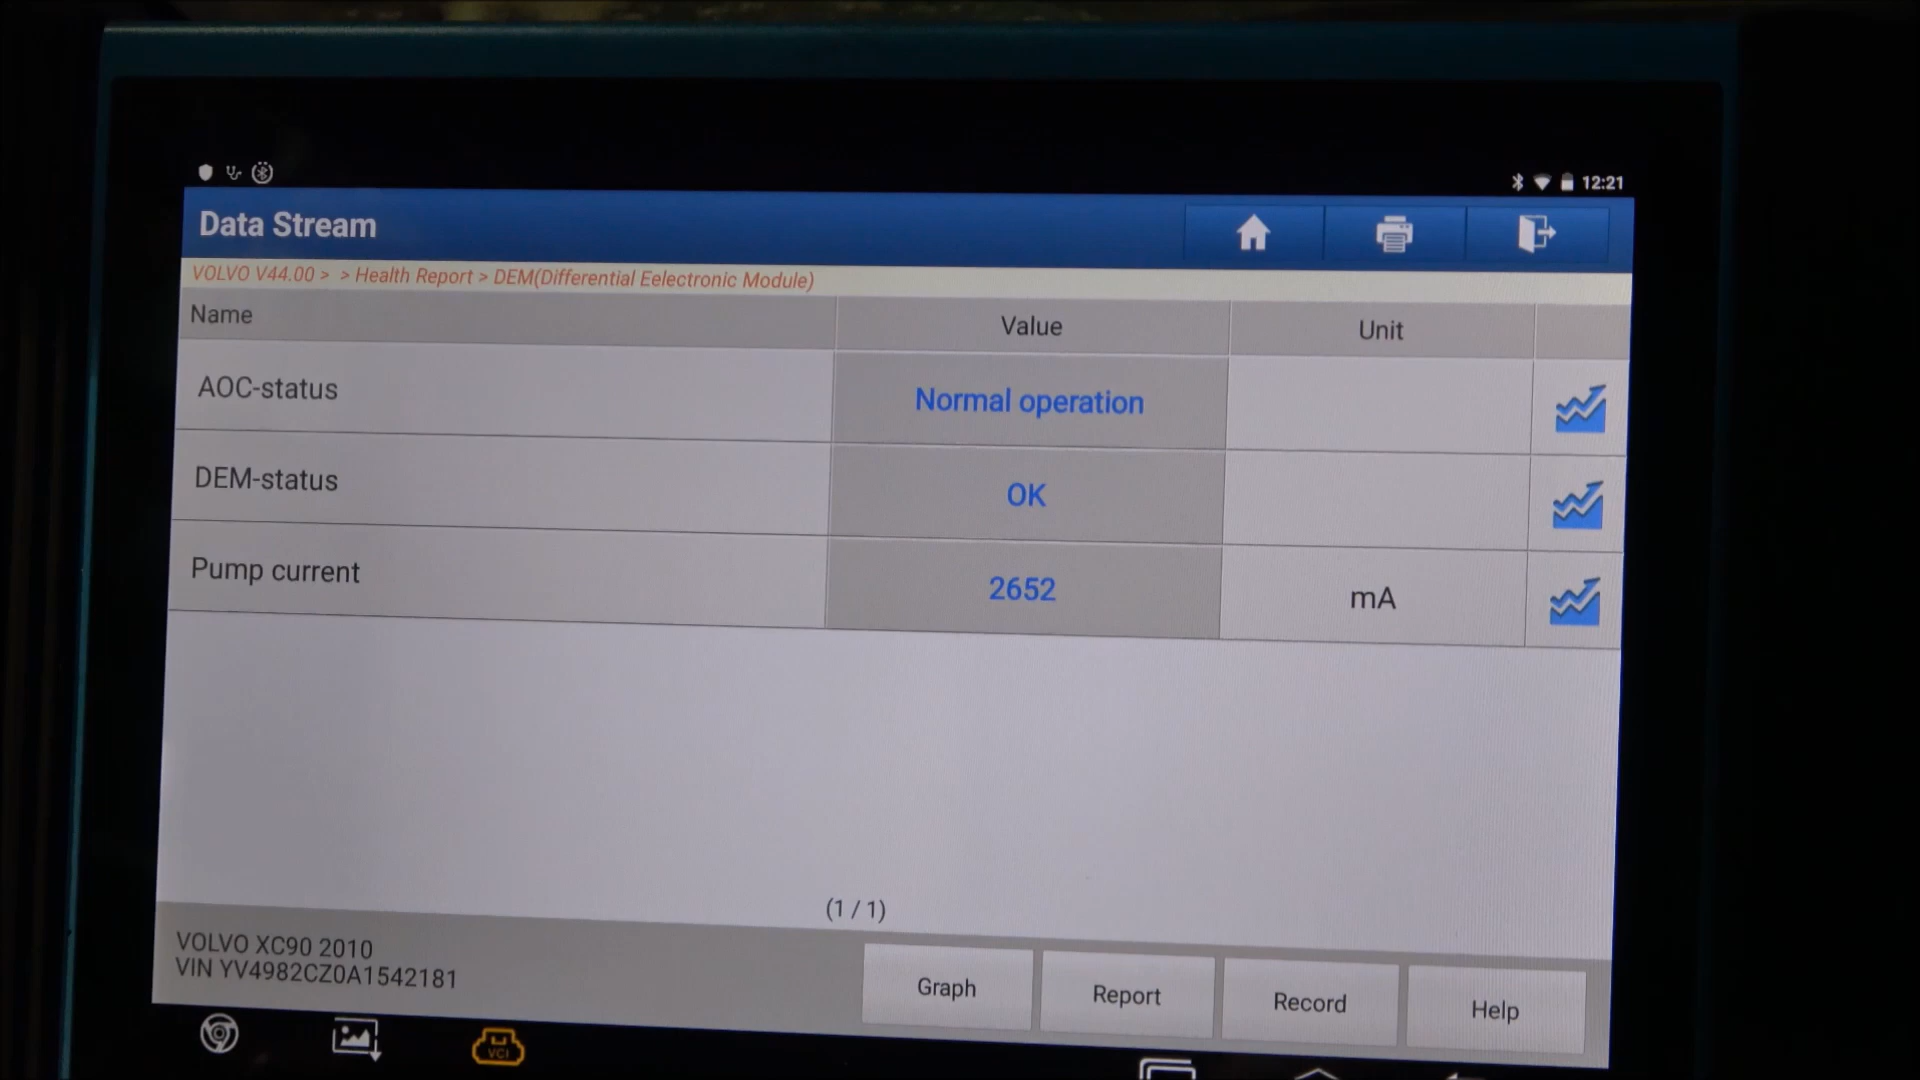 12:21
Data Stream
VOLVO V44.00 > > Health Report > DEM(Differential Eelectronic Module)
Name Value Unit
AOC-status Normal operation
DEM-status OK
Pump current 2652 mA
(1 / 1)
VOLVO XC90 2010
VIN YV4982CZ0A1542181
Graph Report Record Help
VCI